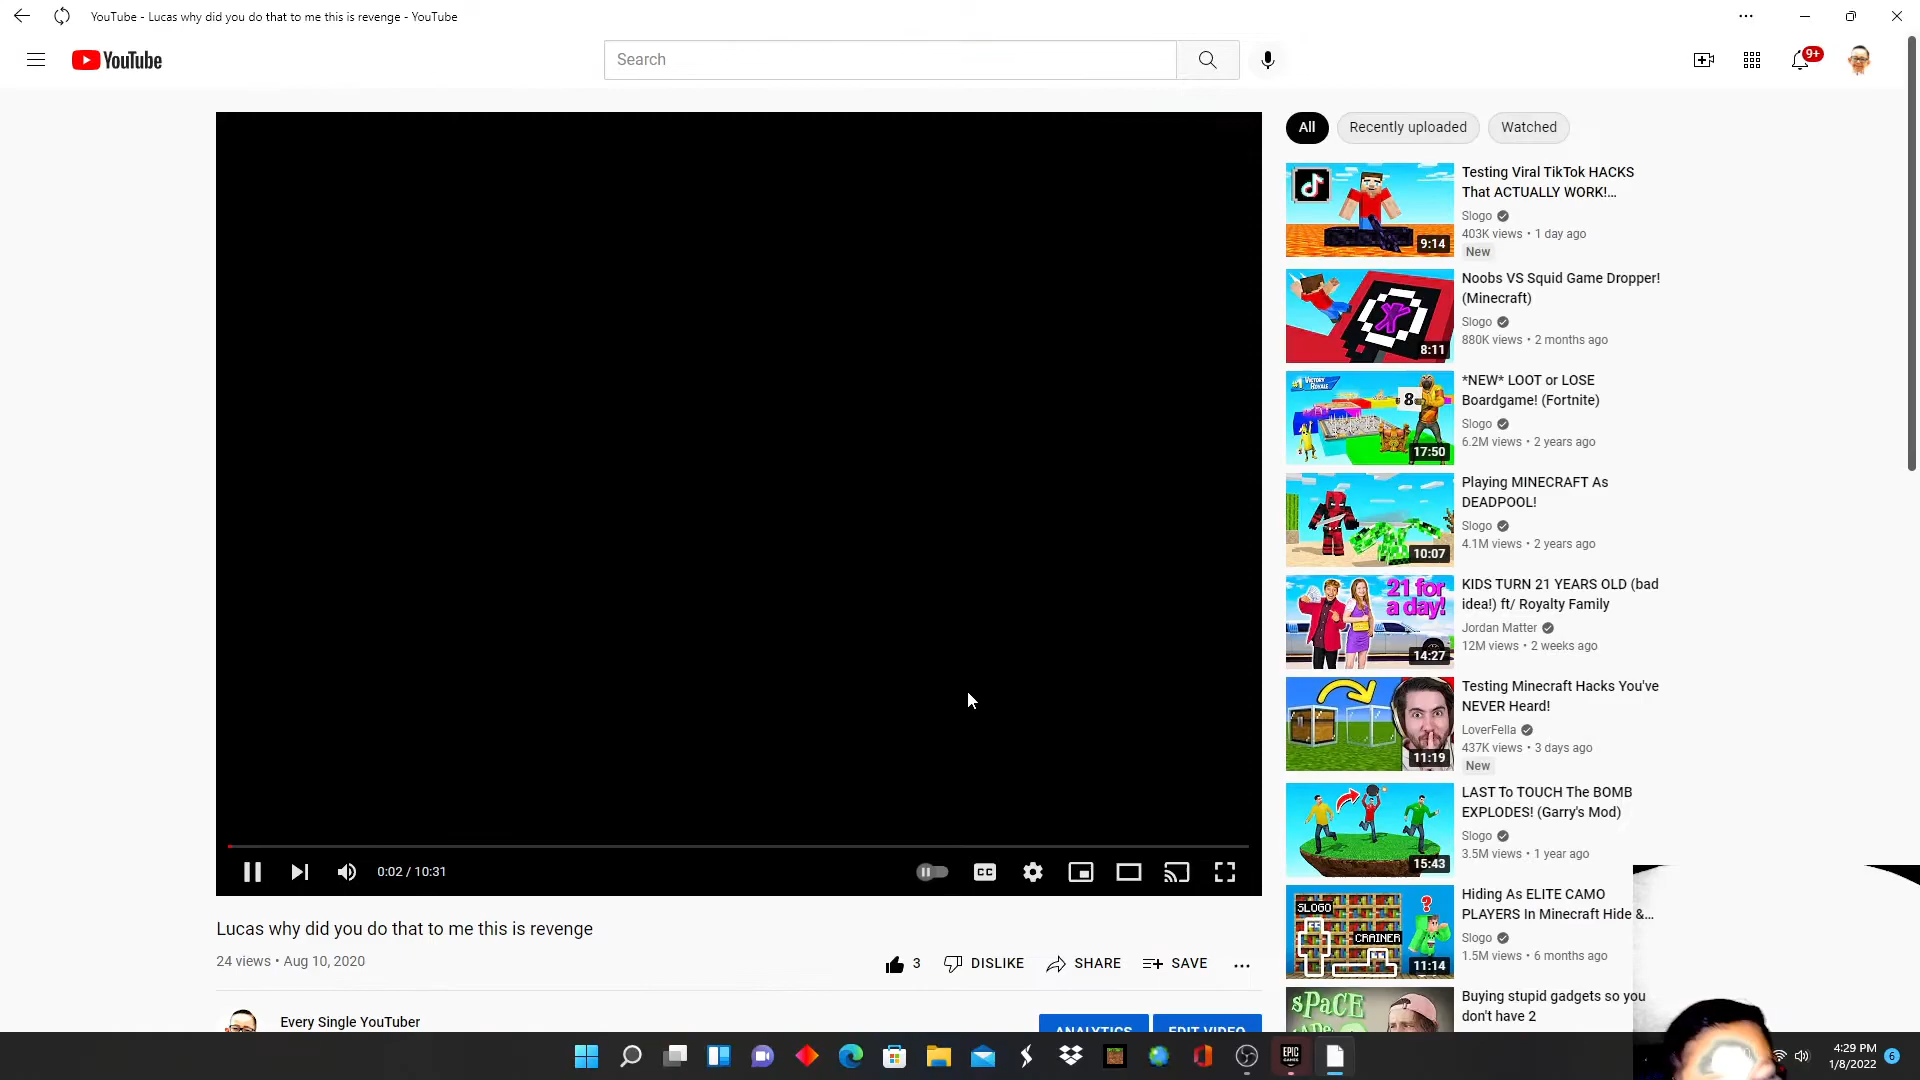 YouTube - Lucas why did you do that to me this is revenge - YouTube
YouTube
Search
9+
All
Recently uploaded
Watched
Testing Viral TikTok HACKS
That ACTUALLY WORK!...
Slogo
403K views • 1 day ago
New
9:14
Noobs VS Squid Game Dropper!
(Minecraft)
Slogo
880K views • 2 months ago
8:11
#1 VICTORY ROYALE
8
*NEW* LOOT or LOSE
Boardgame! (Fortnite)
Slogo
6.2M views • 2 years ago
17:50
Playing MINECRAFT As
DEADPOOL!
Slogo
4.1M views • 2 years ago
10:07
21 for
a day!
KIDS TURN 21 YEARS OLD (bad
idea!) ft/ Royalty Family
Jordan Matter
12M views • 2 weeks ago
14:27
Testing Minecraft Hacks You've
NEVER Heard!
LoverFella
437K views • 3 days ago
New
11:19
LAST To TOUCH The BOMB
EXPLODES! (Garry's Mod)
Slogo
3.5M views • 1 year ago
15:43
SLOGO
?
CRAINER
Hiding As ELITE CAMO
PLAYERS In Minecraft Hide &...
Slogo
1.5M views • 6 months ago
11:14
SPACE
Buying stupid gadgets so you
don't have 2
0:02 / 10:31
CC
Lucas why did you do that to me this is revenge
24 views • Aug 10, 2020
3
DISLIKE
SHARE
SAVE
Every Single YouTuber
ANALYTICS
EDIT VIDEO
EPIC
GAMES
4:29 PM
1/8/2022
6